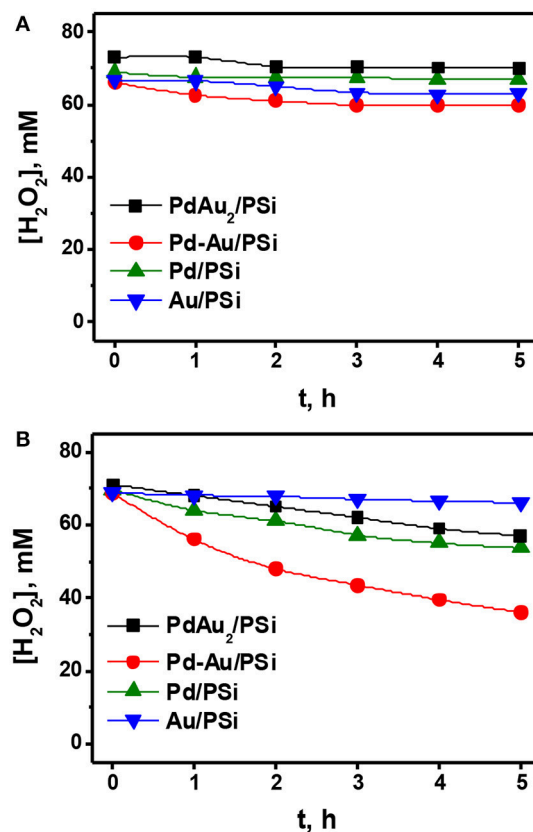 A
80
60
40
20
0
[H₂O₂], mM
PdAu₂/PSi
Pd-Au/PSi
Pd/PSi
Au/PSi
0 1 2 3 4 5
t, h
B
80
60
40
20
0
[H₂O₂], mM
PdAu₂/PSi
Pd-Au/PSi
Pd/PSi
Au/PSi
0 1 2 3 4 5
t, h